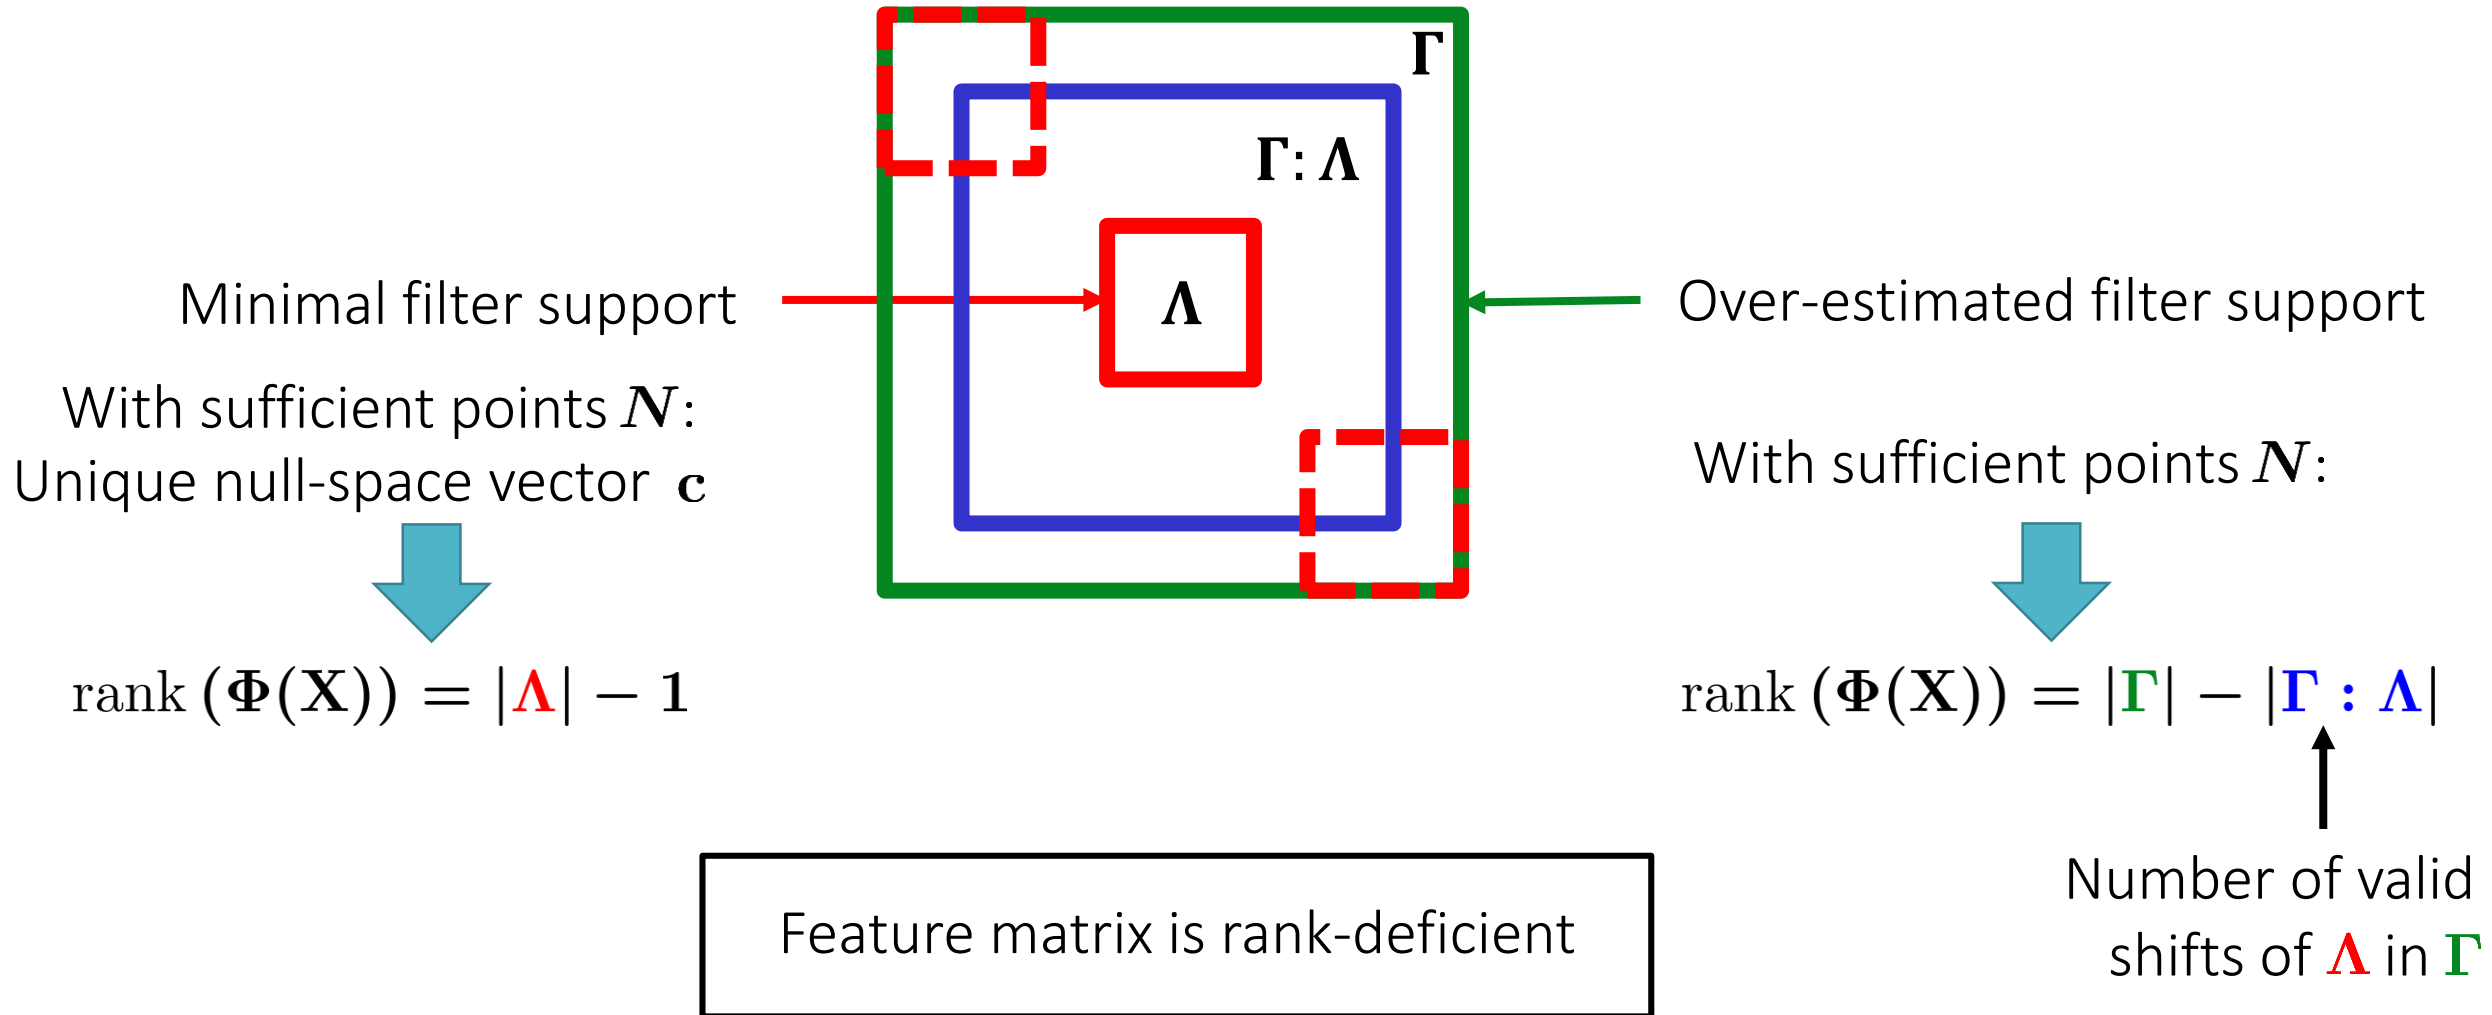 Γ
Γ: Λ
Λ
Minimal filter support
With sufficient points N:
Unique null-space vector c
rank (Φ(X)) = |Λ| − 1
Over-estimated filter support
With sufficient points N:
rank (Φ(X)) = |Γ| − |Γ : Λ|
Number of valid
shifts of Λ in Γ
Feature matrix is rank-deficient